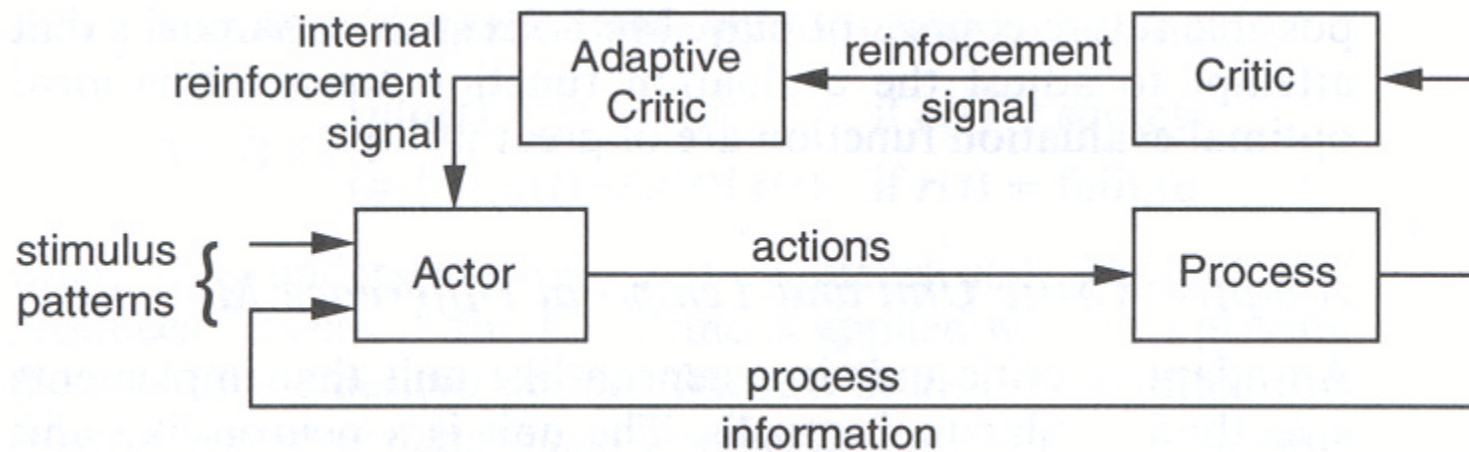 internal
reinforcement
signal
Adaptive
Critic
reinforcement
signal
Critic
stimulus
patterns
Actor
actions
Process
process
information